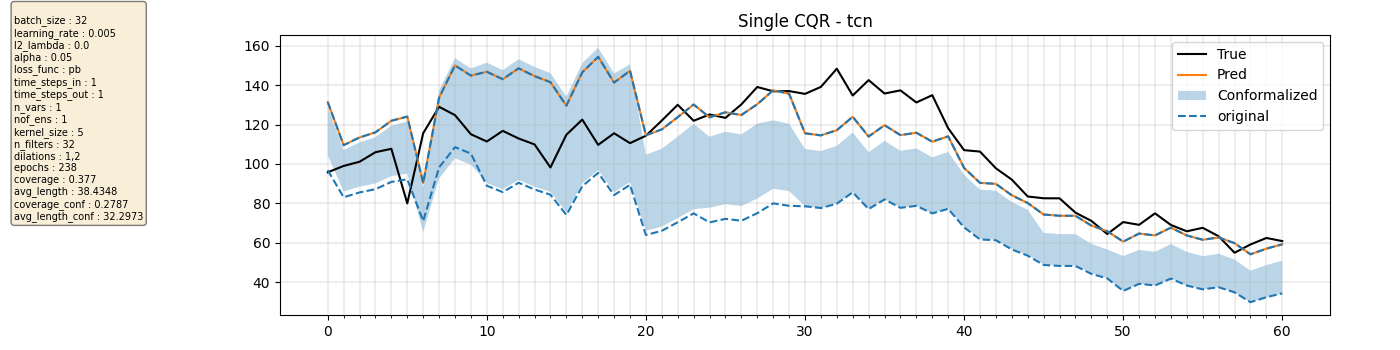 batch_size : 32
learning_rate : 0.005
l2_lambda : 0.0
alpha : 0.05
loss_func : pb
time_steps_in : 1
time_steps_out : 1
n_vars : 1
nof_ens : 1
kernel_size : 5
n_filters : 32
dilations : 1,2
epochs : 238
coverage : 0.377
avg_length : 38.4348
coverage_conf : 0.2787
avg_length_conf : 32.2973
Single CQR - tcn
160
140
120
100
80
60
40
True
Pred
Conformalized
original
0 10 20 30 40 50 60